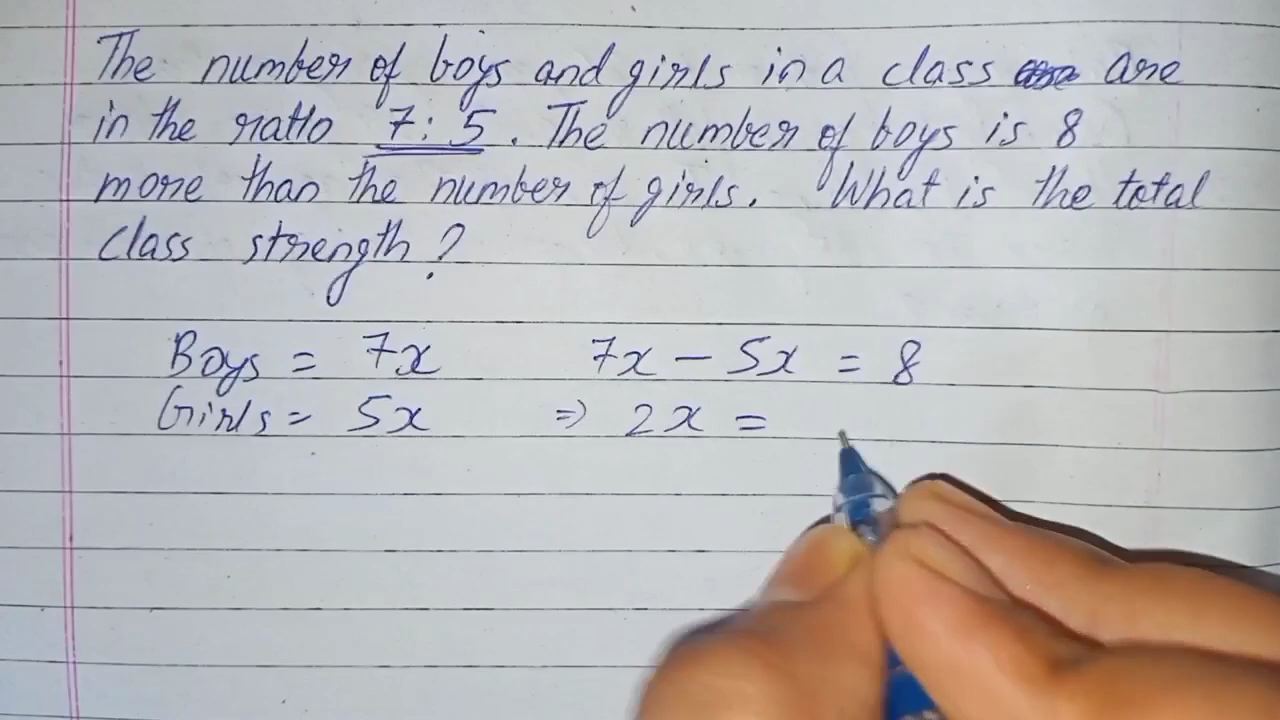 The number of boys and girls in a class are
in the ratio 7:5. The number of boys is 8
more than the number of girls. What is the total
class strength?
Boys = 7x 7x - 5x = 8
Girls = 5x ⇒ 2x =